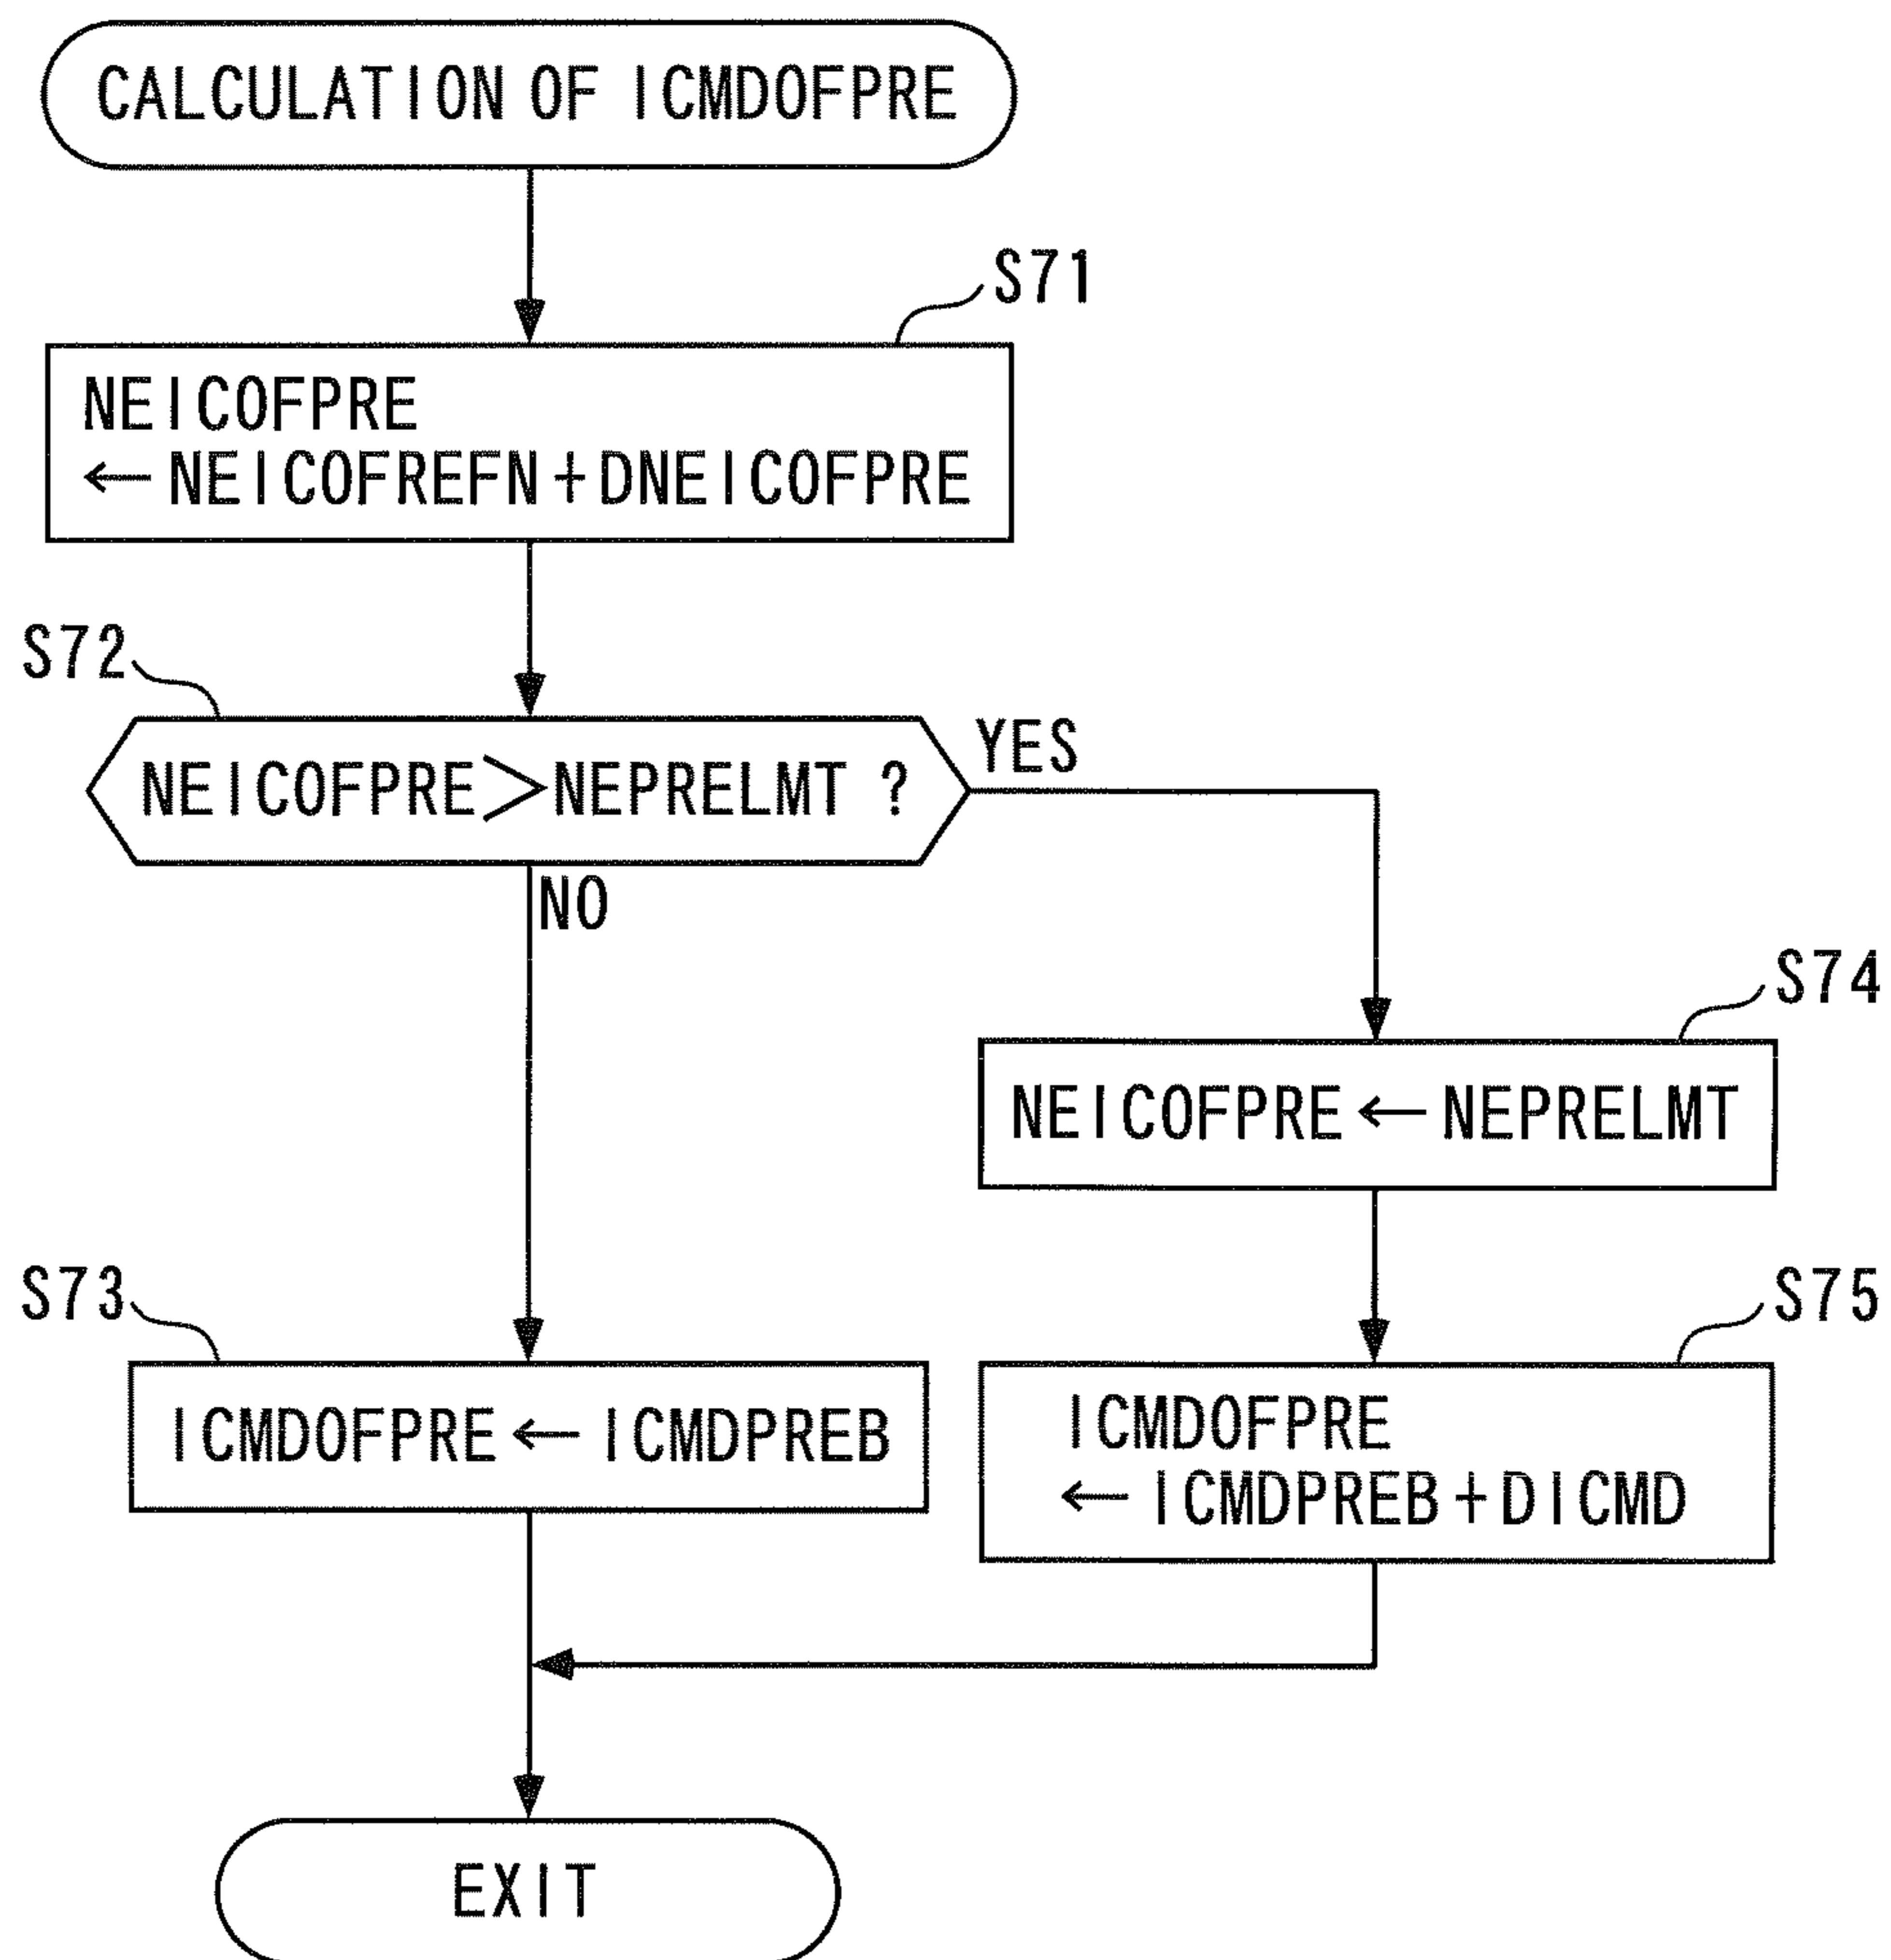 CALCULATION OF ICMDOFPRE
S71
NEICOFPRE
← NEICOFREFN + DNEICOFPRE
S72
NEICOFPRE > NEPRELMT ?
YES
NO
S74
NEICOFPRE ← NEPRELMT
S73
ICMDOFPRE ← ICMDPREB
S75
ICMDOFPRE
← ICMDPREB + DICMD
EXIT